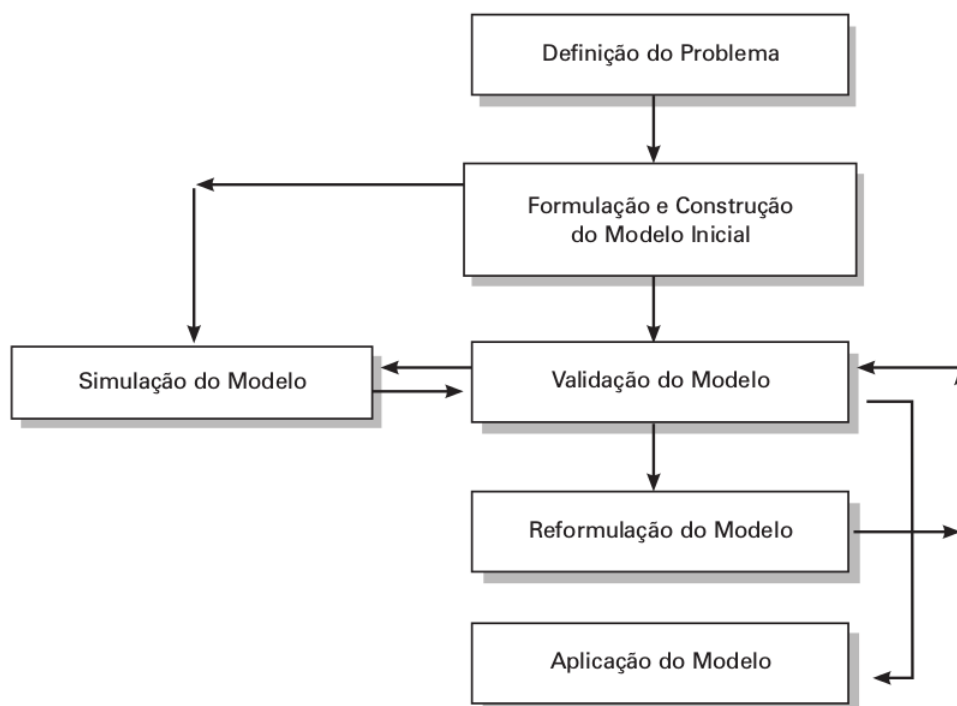 Definição do Problema
Formulação e Construção
do Modelo Inicial
Simulação do Modelo
Validação do Modelo
Reformulação do Modelo
Aplicação do Modelo